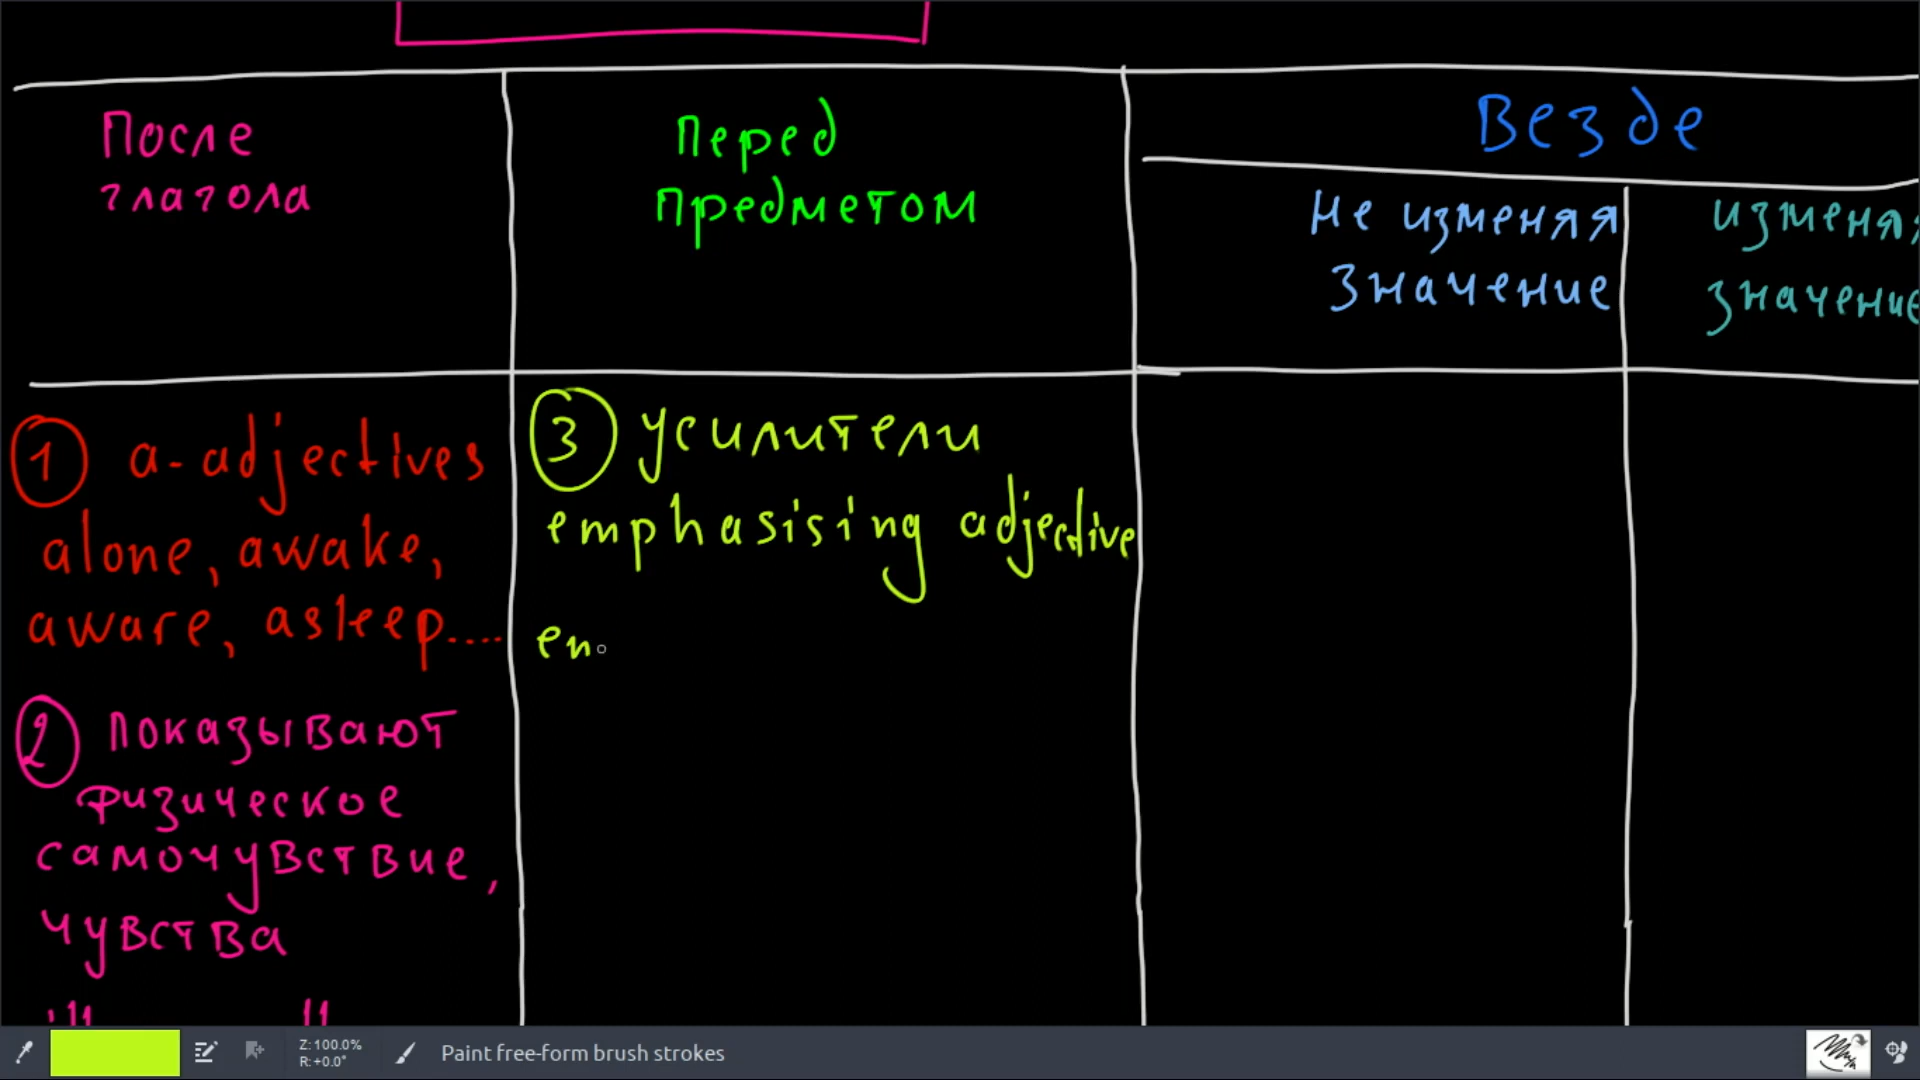 После
глагола
Перед
предметом
Везде
Не изменяя
значение
изменяя
значение
1 a-adjectives
alone, awake,
aware, asleep....
2 показывают
физическое
самочувствие,
чувства
3 усилители
emphasising adjective
en
Z:100.0%
R:+0.0°
Paint free-form brush strokes